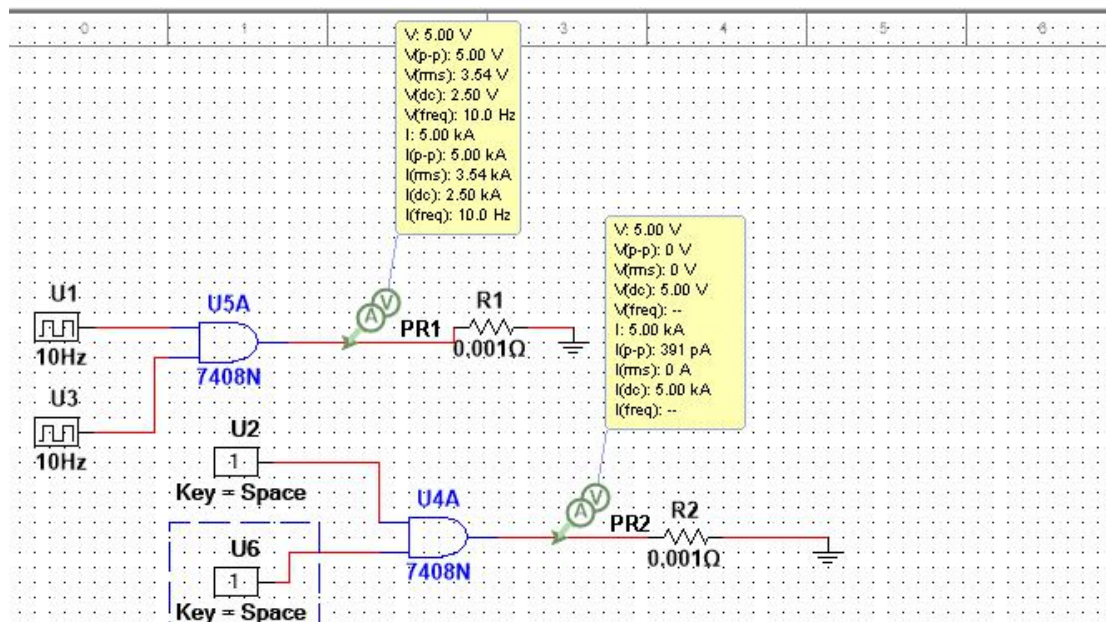 0 1 3 4 5 6
V: 5.00 V
V(p-p): 5.00 V
V(rms): 3.54 V
V(dc): 2.50 V
V(freq): 10.0 Hz
I: 5.00 kA
I(p-p): 5.00 kA
I(rms): 3.54 kA
I(dc): 2.50 kA
I(freq): 10.0 Hz
V: 5.00 V
V(p-p): 0 V
V(rms): 0 V
V(dc): 5.00 V
V(freq): --
I: 5.00 kA
I(p-p): 391 pA
I(rms): 0 A
I(dc): 5.00 kA
I(freq): --
U1
10Hz
U5A
7408N
A V
PR1
R1
0.001Ω
U3
10Hz
U2
1
Key = Space
U4A
7408N
A V
PR2
R2
0.001Ω
U6
1
Key = Space